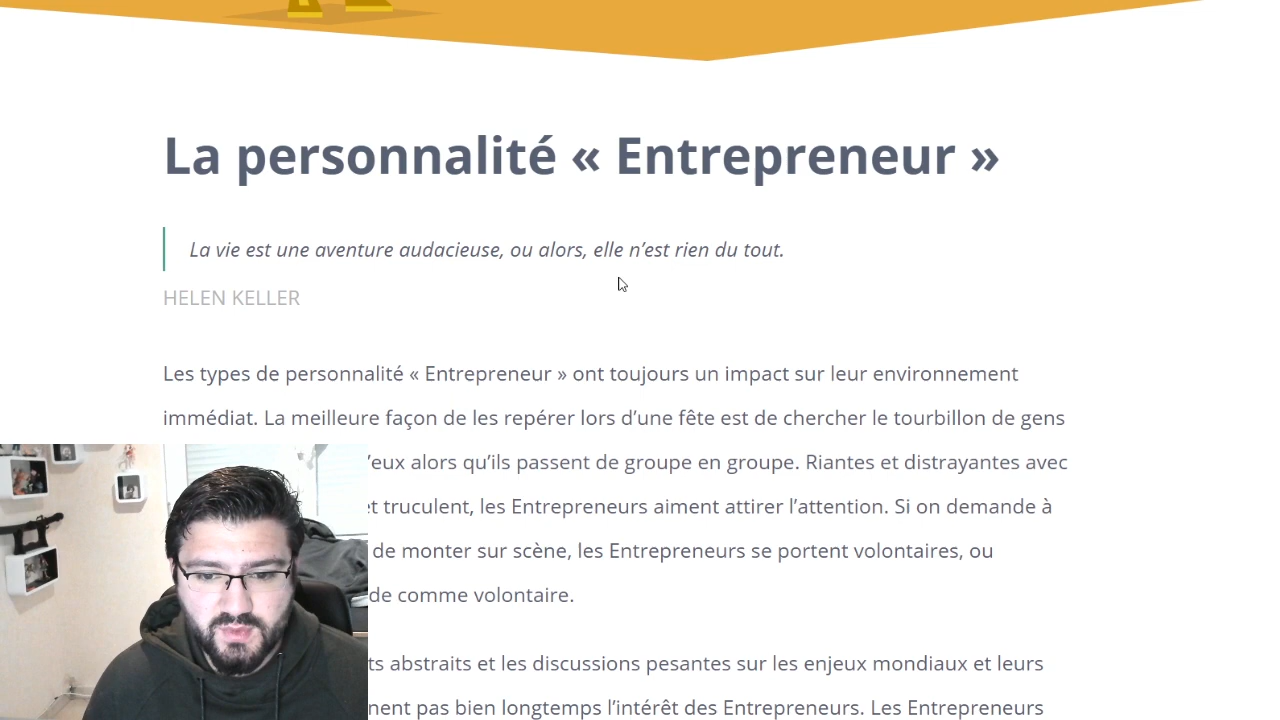 La personnalité « Entrepreneur »
La vie est une aventure audacieuse, ou alors, elle n’est rien du tout.
HELEN KELLER
Les types de personnalité « Entrepreneur » ont toujours un impact sur leur environnement
immédiat. La meilleure façon de les repérer lors d’une fête est de chercher le tourbillon de gens
’eux alors qu’ils passent de groupe en groupe. Riantes et distrayantes avec
et truculent, les Entrepreneurs aiment attirer l’attention. Si on demande à
de monter sur scène, les Entrepreneurs se portent volontaires, ou
de comme volontaire.
ts abstraits et les discussions pesantes sur les enjeux mondiaux et leurs
nent pas bien longtemps l’intérêt des Entrepreneurs. Les Entrepreneurs